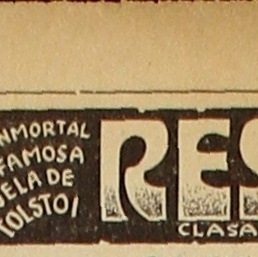 NMORTAL
FAMOSA
ELA DE
TOLSTOI
RES
CLASA